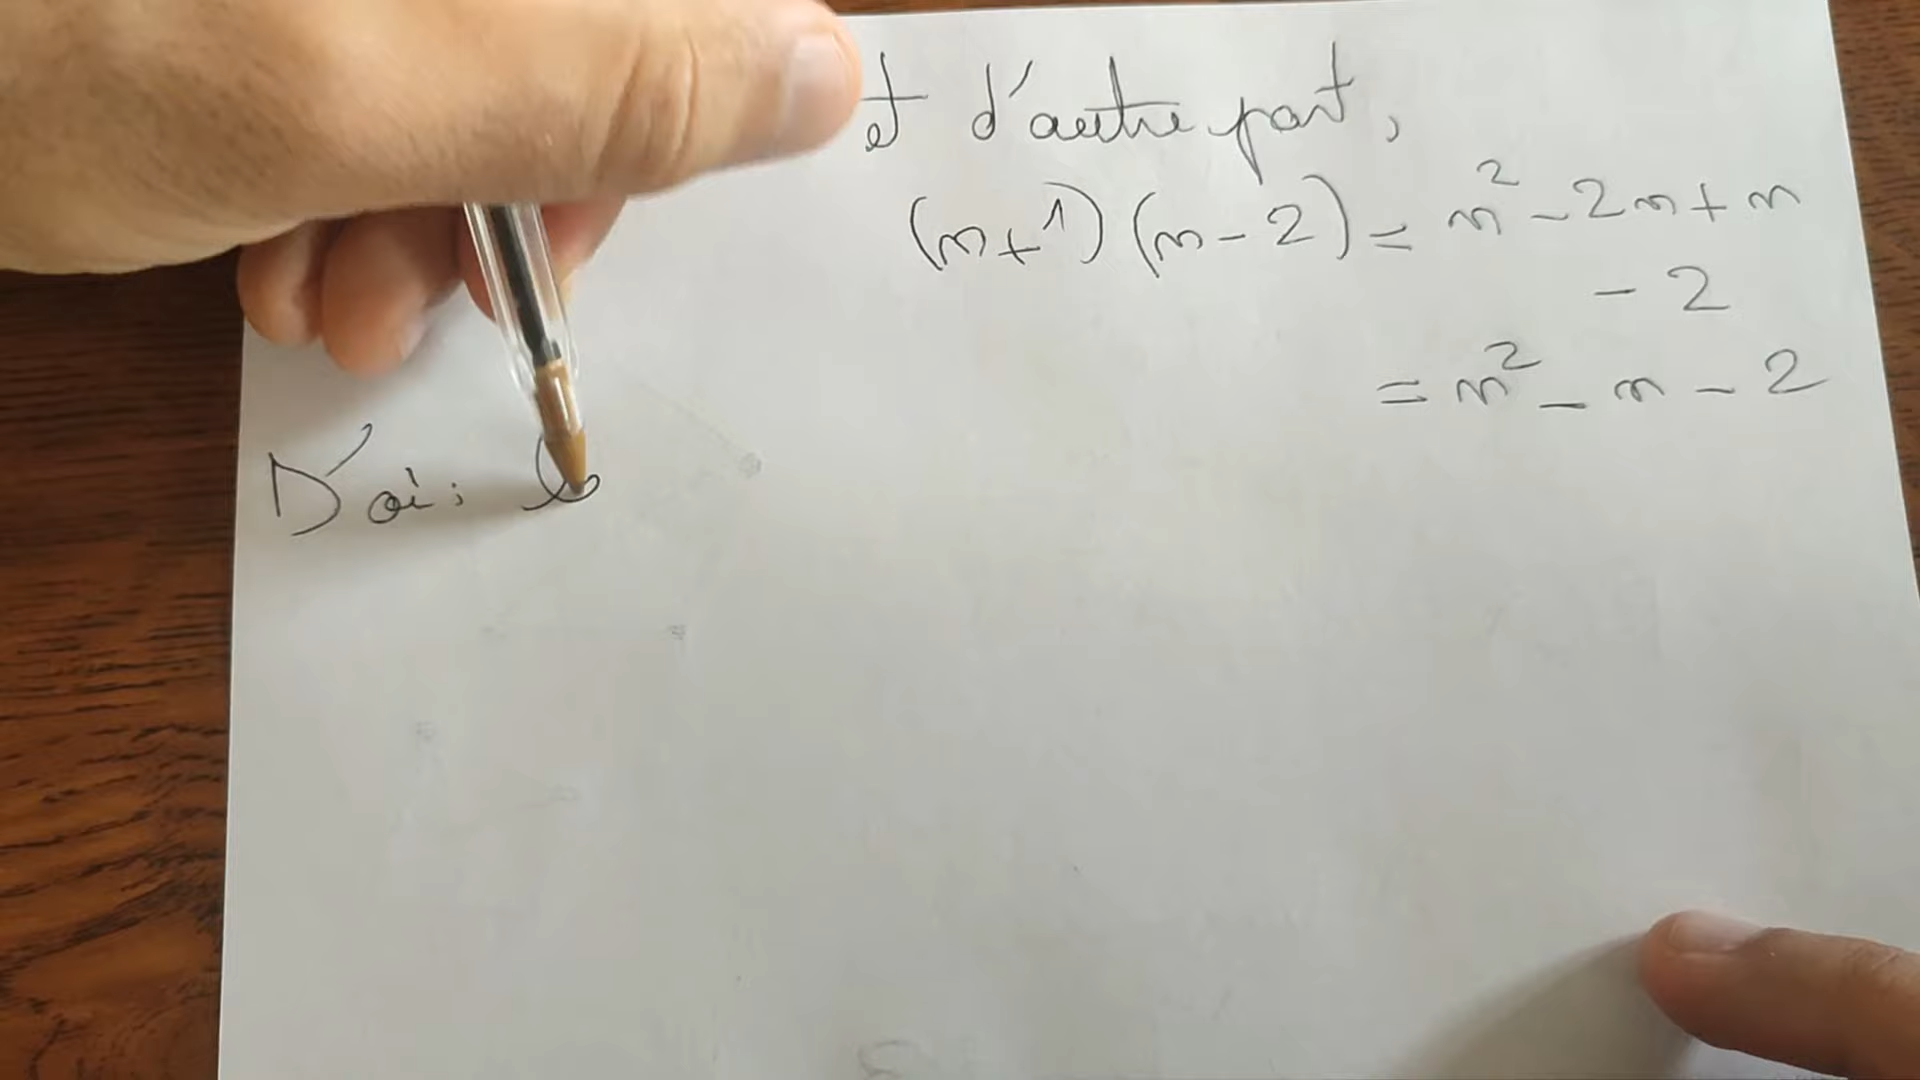 et d'autre part,
(n+1)(n-2) = n² - 2n + n
- 2
= n² - n - 2
D'où: